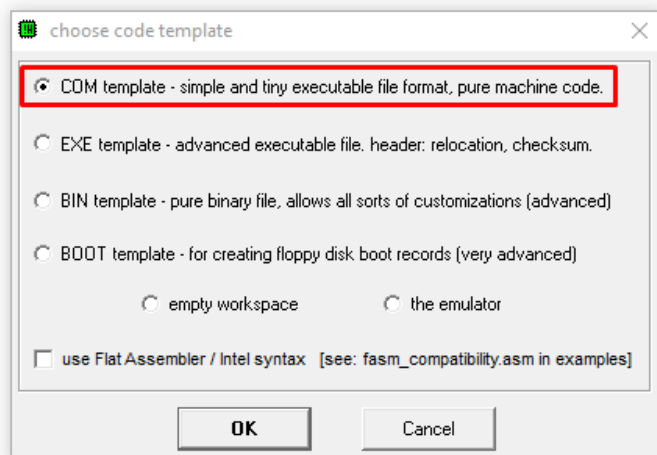 choose code template
COM template - simple and tiny executable file format, pure machine code.
EXE template - advanced executable file. header: relocation, checksum.
BIN template - pure binary file, allows all sorts of customizations (advanced)
BOOT template - for creating floppy disk boot records (very advanced)
empty workspace the emulator
use Flat Assembler / Intel syntax [see: fasm_compatibility.asm in examples]
OK Cancel